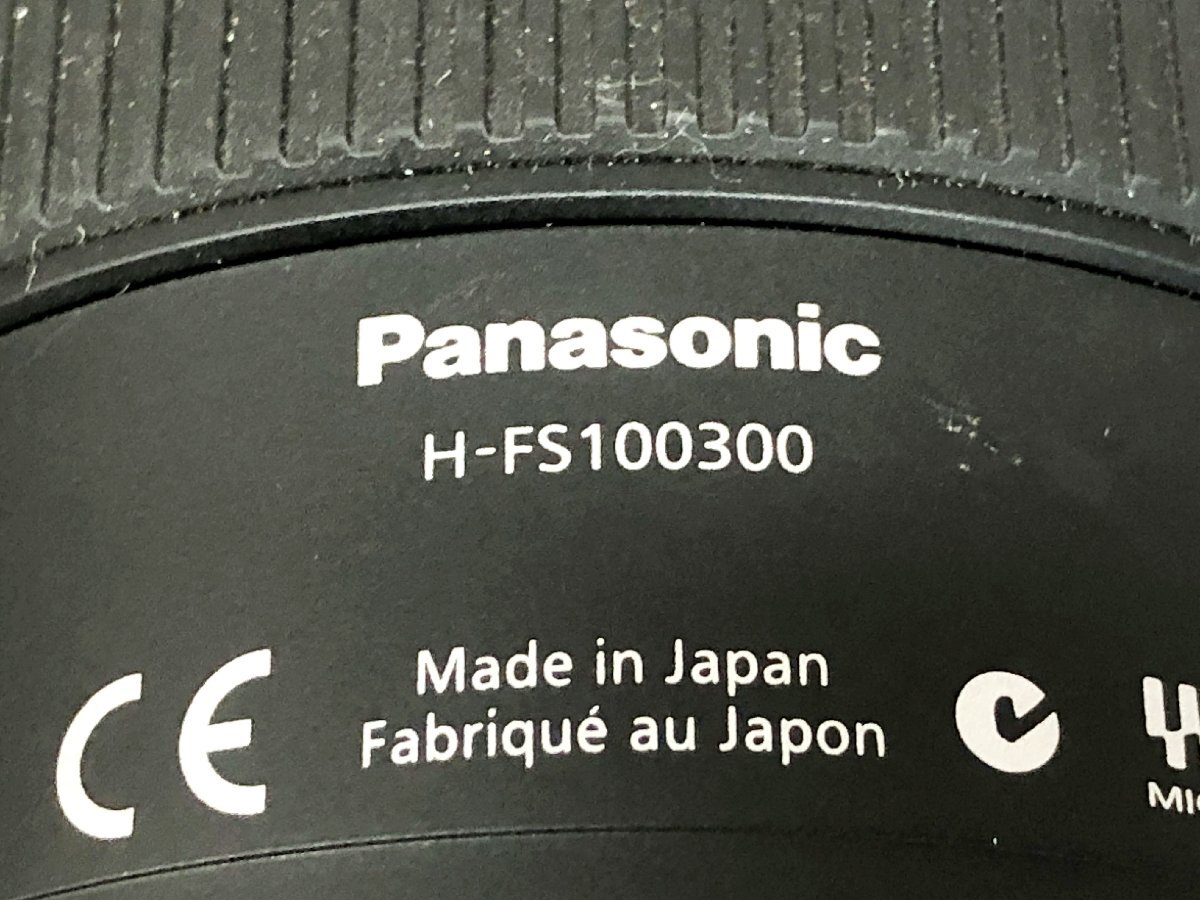 Panasonic
H-FS100300
CE
Made in Japan
Fabriqué au Japon